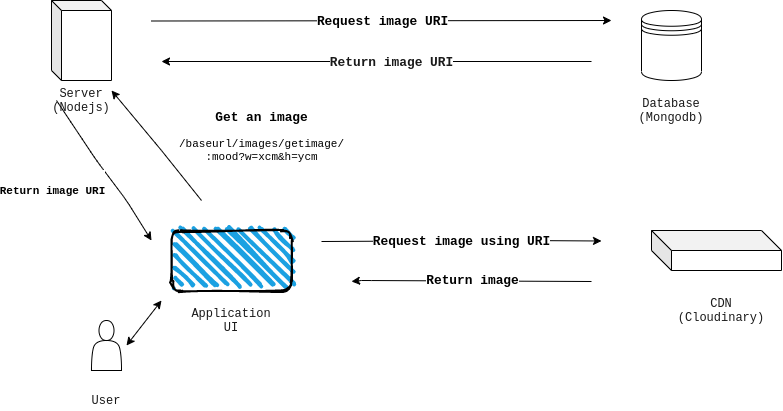 Request image URI
Return image URI
Server
(Nodejs)
Database
(Mongodb)
Get an image
/baseurl/images/getimage/
:mood?w=xcm&h=ycm
Return image URI
Request image using URI
Return image
Application
UI
CDN
(Cloudinary)
User